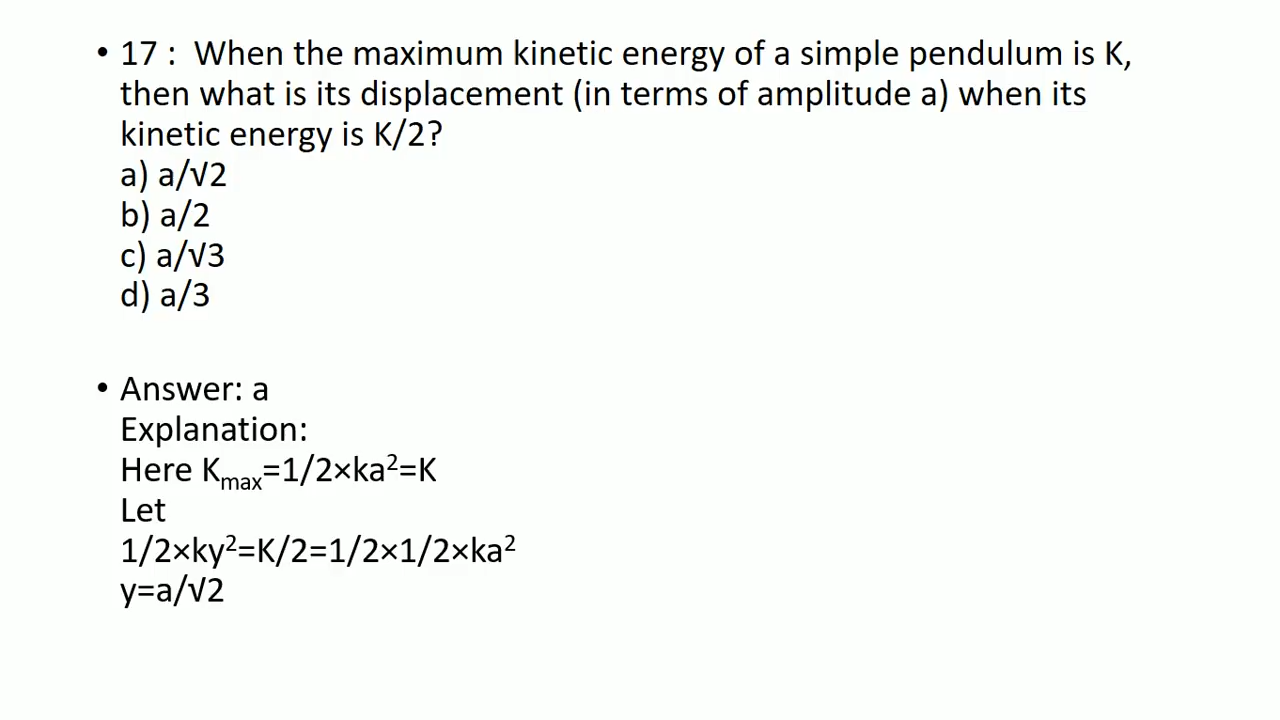 • 17 :  When the maximum kinetic energy of a simple pendulum is K,
then what is its displacement (in terms of amplitude a) when its
kinetic energy is K/2?
a) a/√2
b) a/2
c) a/√3
d) a/3
• Answer: a
Explanation:
Here Kmax=1/2×ka²=K
Let
1/2×ky²=K/2=1/2×1/2×ka²
y=a/√2